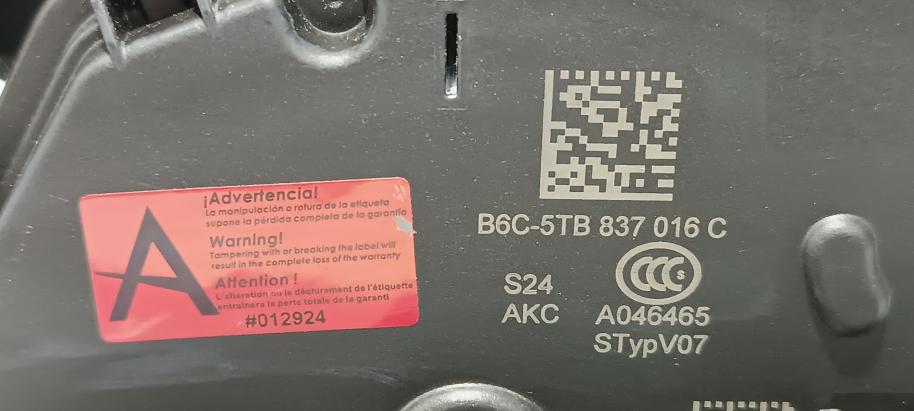 ¡Advertencia!
La manipulación o rotura de la etiqueta
supone la pérdida completa de la garantía
Warning!
Tampering with or breaking the label will
result in the complete loss of the warranty
Attention !
L'altération ou le déchirement de l'étiquette
entraînera la perte totale de la garanti
#012924
A
B6C-5TB 837 016 C
S24
CCC S
AKC
A046465
STypV07